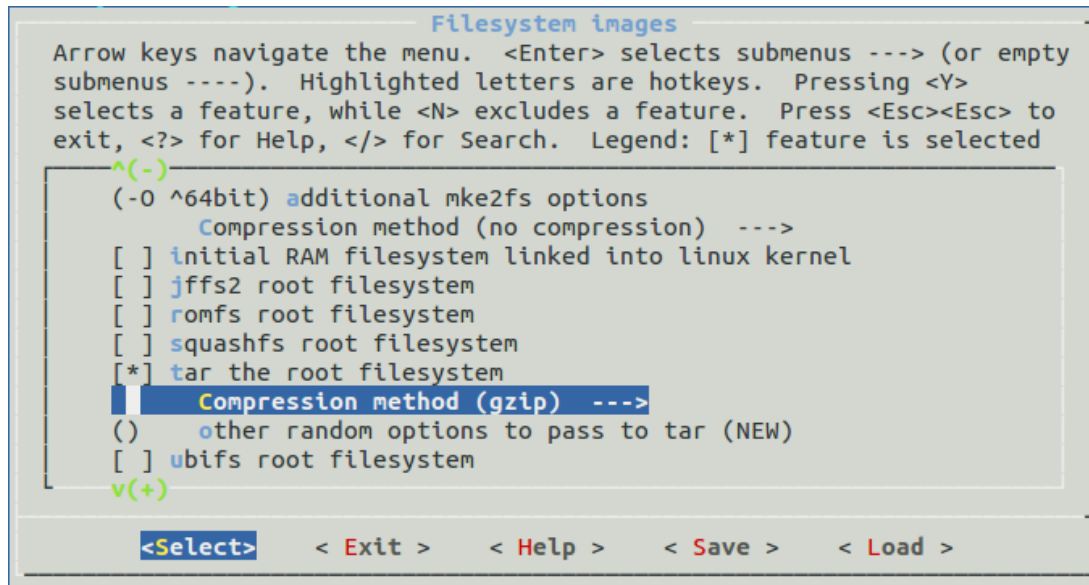 Filesystem images
Arrow keys navigate the menu.  <Enter> selects submenus ---> (or empty
submenus ----).  Highlighted letters are hotkeys.  Pressing <Y>
selects a feature, while <N> excludes a feature.  Press <Esc><Esc> to
exit, <?> for Help, </> for Search.  Legend: [*] feature is selected
^(-)
(-O ^64bit) additional mke2fs options
Compression method (no compression)  --->
[ ] initial RAM filesystem linked into linux kernel
[ ] jffs2 root filesystem
[ ] romfs root filesystem
[ ] squashfs root filesystem
[*] tar the root filesystem
Compression method (gzip)  --->
()    other random options to pass to tar (NEW)
[ ] ubifs root filesystem
v(+)
<Select>    < Exit >    < Help >    < Save >    < Load >